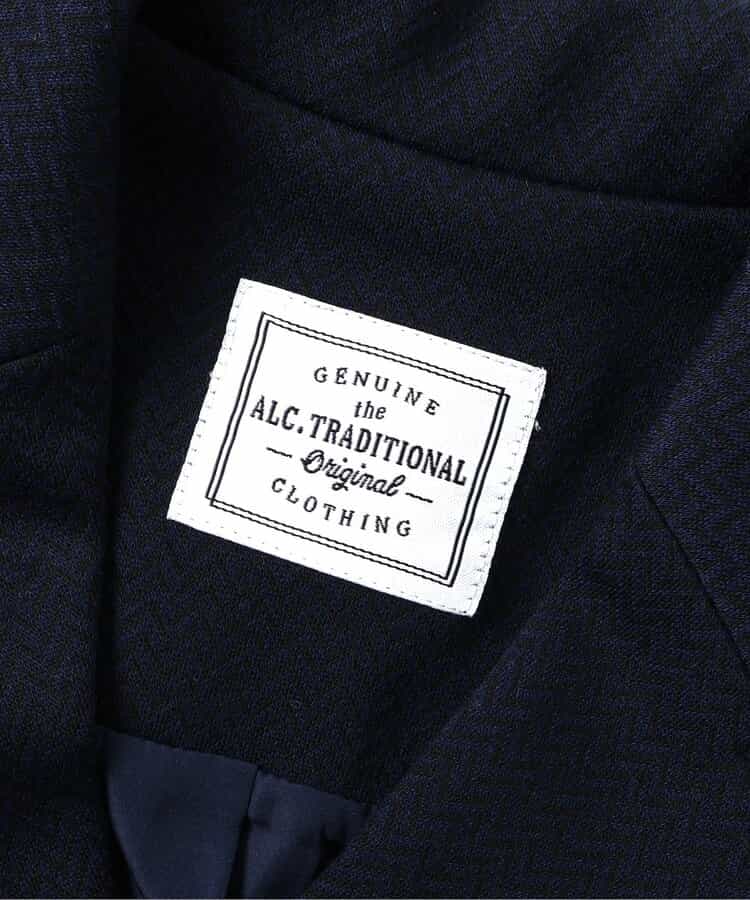 GENUINE
the
ALC.TRADITIONAL
Original
CLOTHING